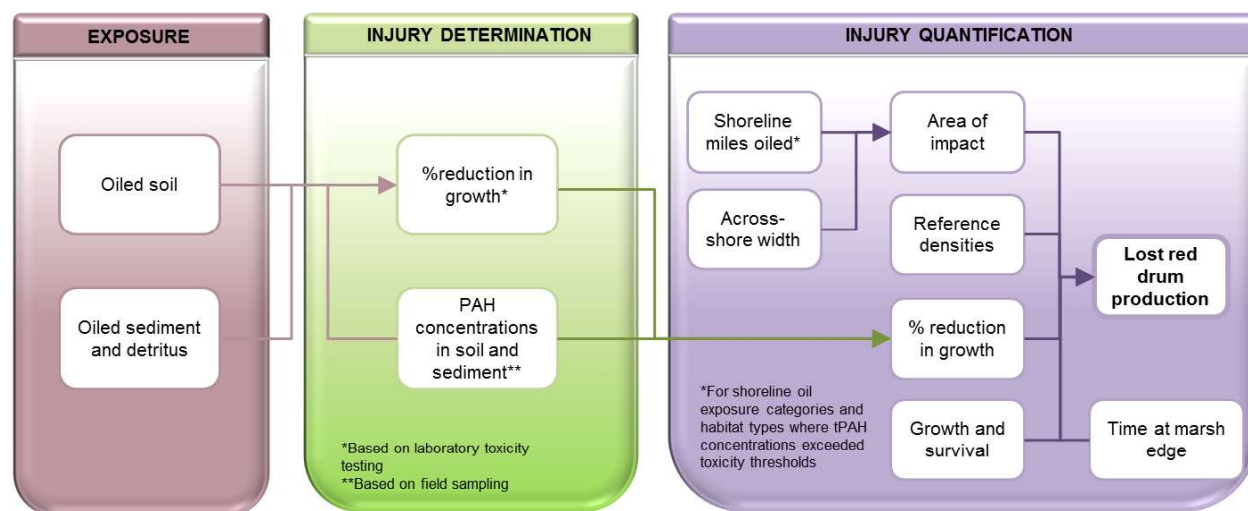 EXPOSURE
Oiled soil
Oiled sediment
and detritus
INJURY DETERMINATION
%reduction in
growth*
PAH
concentrations
in soil and
sediment**
*Based on laboratory toxicity
testing
**Based on field sampling
INJURY QUANTIFICATION
Shoreline
miles oiled*
Across-
shore width
Area of
impact
Reference
densities
% reduction
in growth
Growth and
survival
Lost red
drum
production
Time at marsh
edge
*For shoreline oil
exposure categories and
habitat types where tPAH
concentrations exceeded
toxicity thresholds